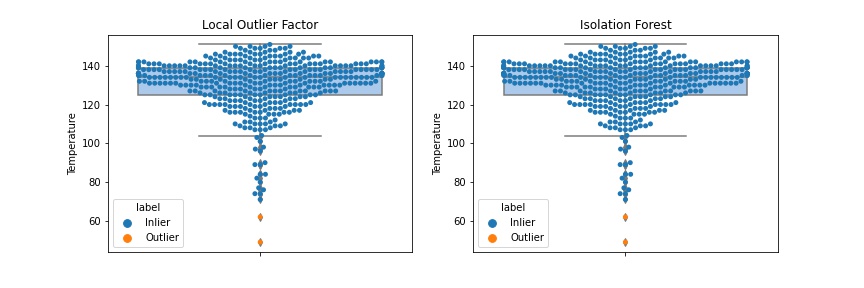 Local Outlier Factor
Temperature
140
120
100
80
60
label
Inlier
Outlier
Isolation Forest
Temperature
140
120
100
80
60
label
Inlier
Outlier